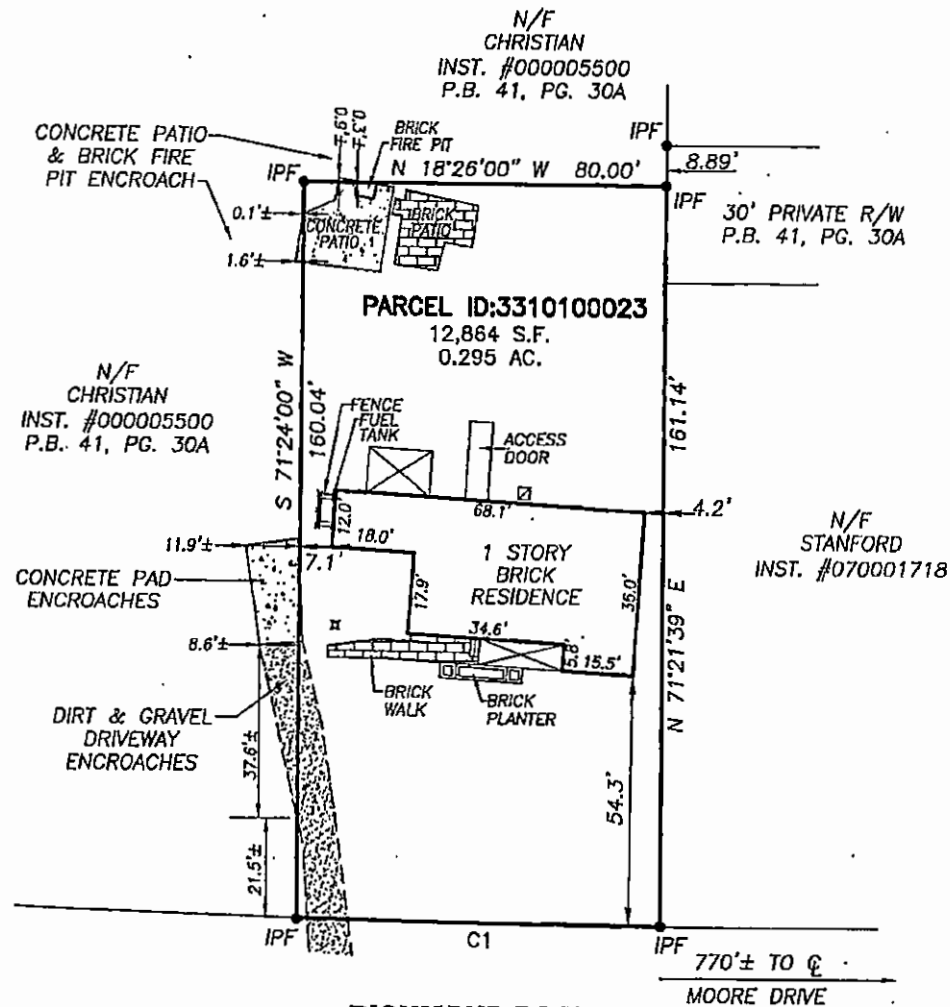 N/F
CHRISTIAN
INST. #000005500
P.B. 41, PG. 30A
CONCRETE PATIO
& BRICK FIRE
PIT ENCROACH
0.9'±
0.3'±
BRICK
FIRE PIT
N 18°26'00" W 80.00'
IPF
IPF
8.89'
IPF
30' PRIVATE R/W
P.B. 41, PG. 30A
0.1'±
CONCRETE
PATIO
BRICK
PATIO
1.6'±
PARCEL ID:3310100023
12,864 S.F.
0.295 AC.
N/F
CHRISTIAN
INST. #000005500
P.B. 41, PG. 30A
S 71°24'00" W
160.04'
161.14'
N 71°21'39" E
FENCE
FUEL
TANK
ACCESS
DOOR
12.0'
68.1'
4.2'
N/F
STANFORD
INST. #070001718
11.9'±
7.1'
18.0'
1 STORY
BRICK
RESIDENCE
17.9'
36.0'
CONCRETE PAD
ENCROACHES
8.6'±
34.6'
5.8'
15.5'
BRICK
WALK
BRICK
PLANTER
DIRT & GRAVEL
DRIVEWAY
ENCROACHES
37.6'±
54.3'
21.5'±
IPF
C1
IPF
770'± TO ℄
MOORE DRIVE